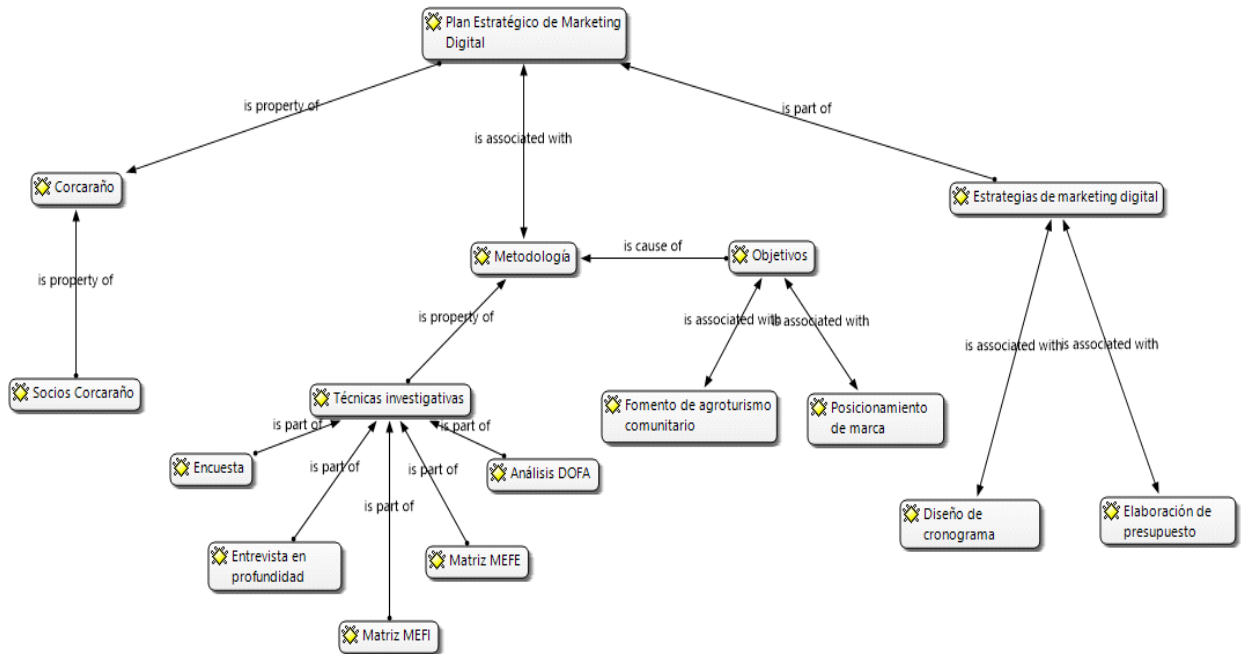 Plan Estratégico de Marketing
Digital
is property of
is part of
is associated with
Corcaraño
Estrategias de marketing digital
is cause of
Metodología
Objetivos
is property of
is property of
is associated with
is associated with
is associated with
is associated with
Socios Corcaraño
Técnicas investigativas
Fomento de agroturismo
comunitario
Posicionamiento
de marca
is part of
is part of
Encuesta
is part of
is part of
Análisis DOFA
is part of
Diseño de
cronograma
Elaboración de
presupuesto
Entrevista en
profundidad
Matriz MEFE
Matriz MEFI